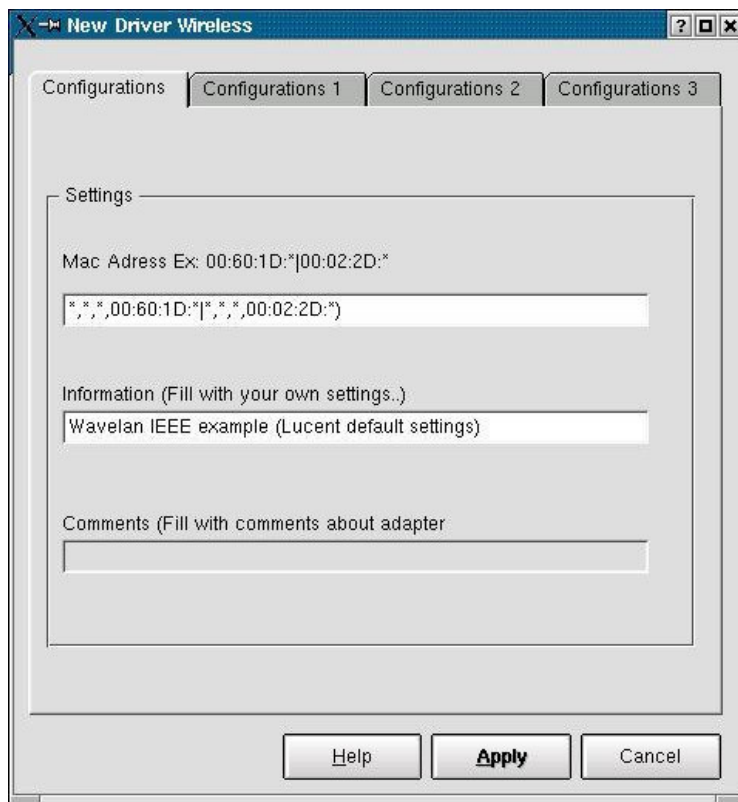 New Driver Wireless
Configurations Configurations 1 Configurations 2 Configurations 3
Settings
Mac Adress Ex: 00:60:1D:*|00:02:2D:*
*,*,*,00:60:1D:*|*,*,*,00:02:2D:*)
Information (Fill with your own settings..)
Wavelan IEEE example (Lucent default settings)
Comments (Fill with comments about adapter
Help Apply Cancel